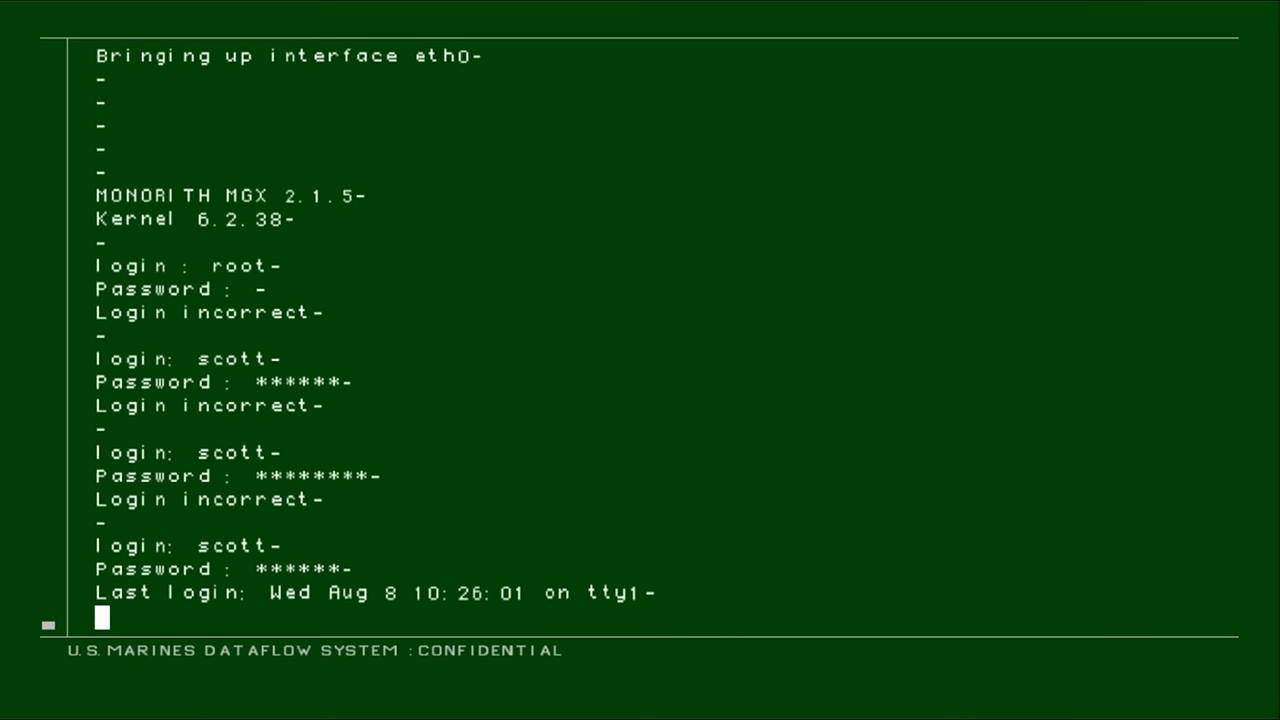 Bringing up interface eth0-
-
-
-
-
-
MONORITH MGX 2.1.5-
Kernel 6.2.38-
-
login : root-
Password : -
Login incorrect-
-
login: scott-
Password : ******-
Login incorrect-
-
login: scott-
Password : ********-
Login incorrect-
-
login: scott-
Password : ******-
Last login: Wed Aug 8 10:26:01 on tty1-
U.S.MARINES DATAFLOW SYSTEM :CONFIDENTIAL